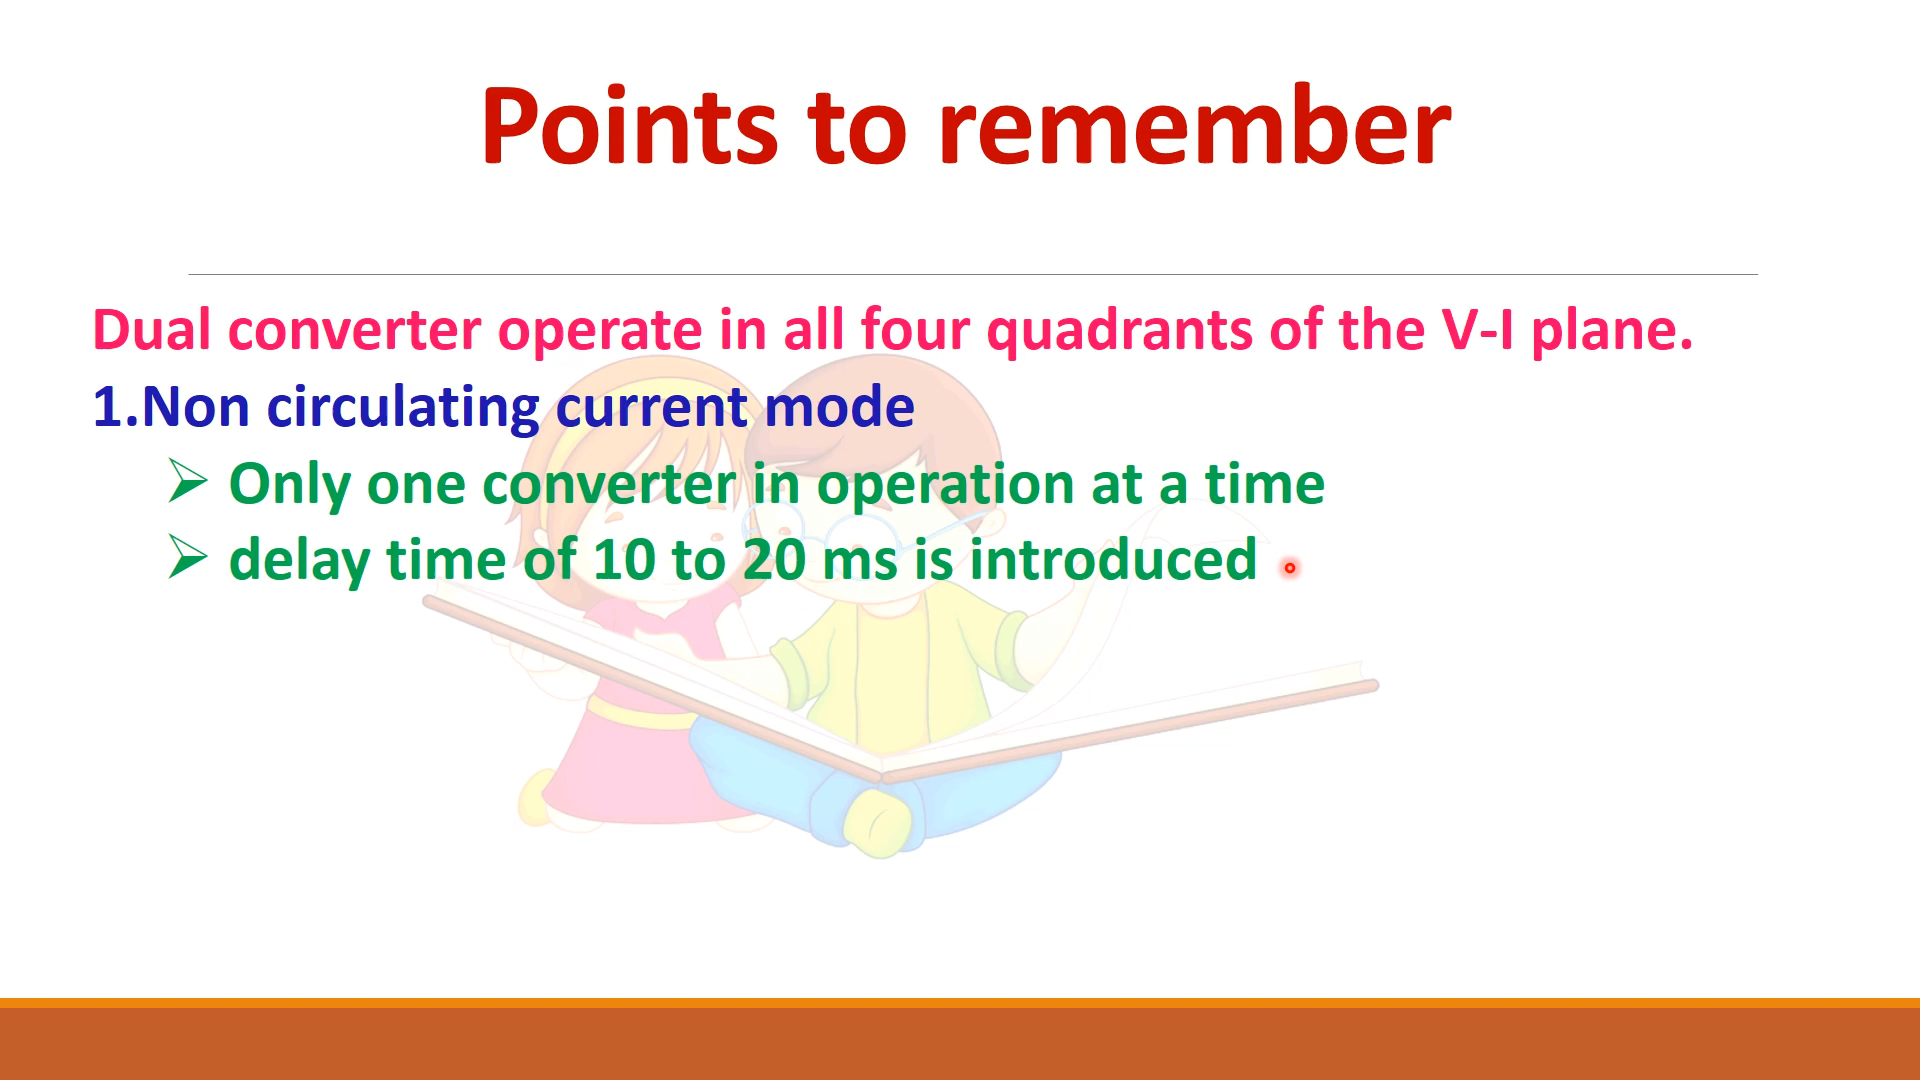 Points to remember
Dual converter operate in all four quadrants of the V-I plane.
1.Non circulating current mode
➢ Only one converter in operation at a time
➢ delay time of 10 to 20 ms is introduced